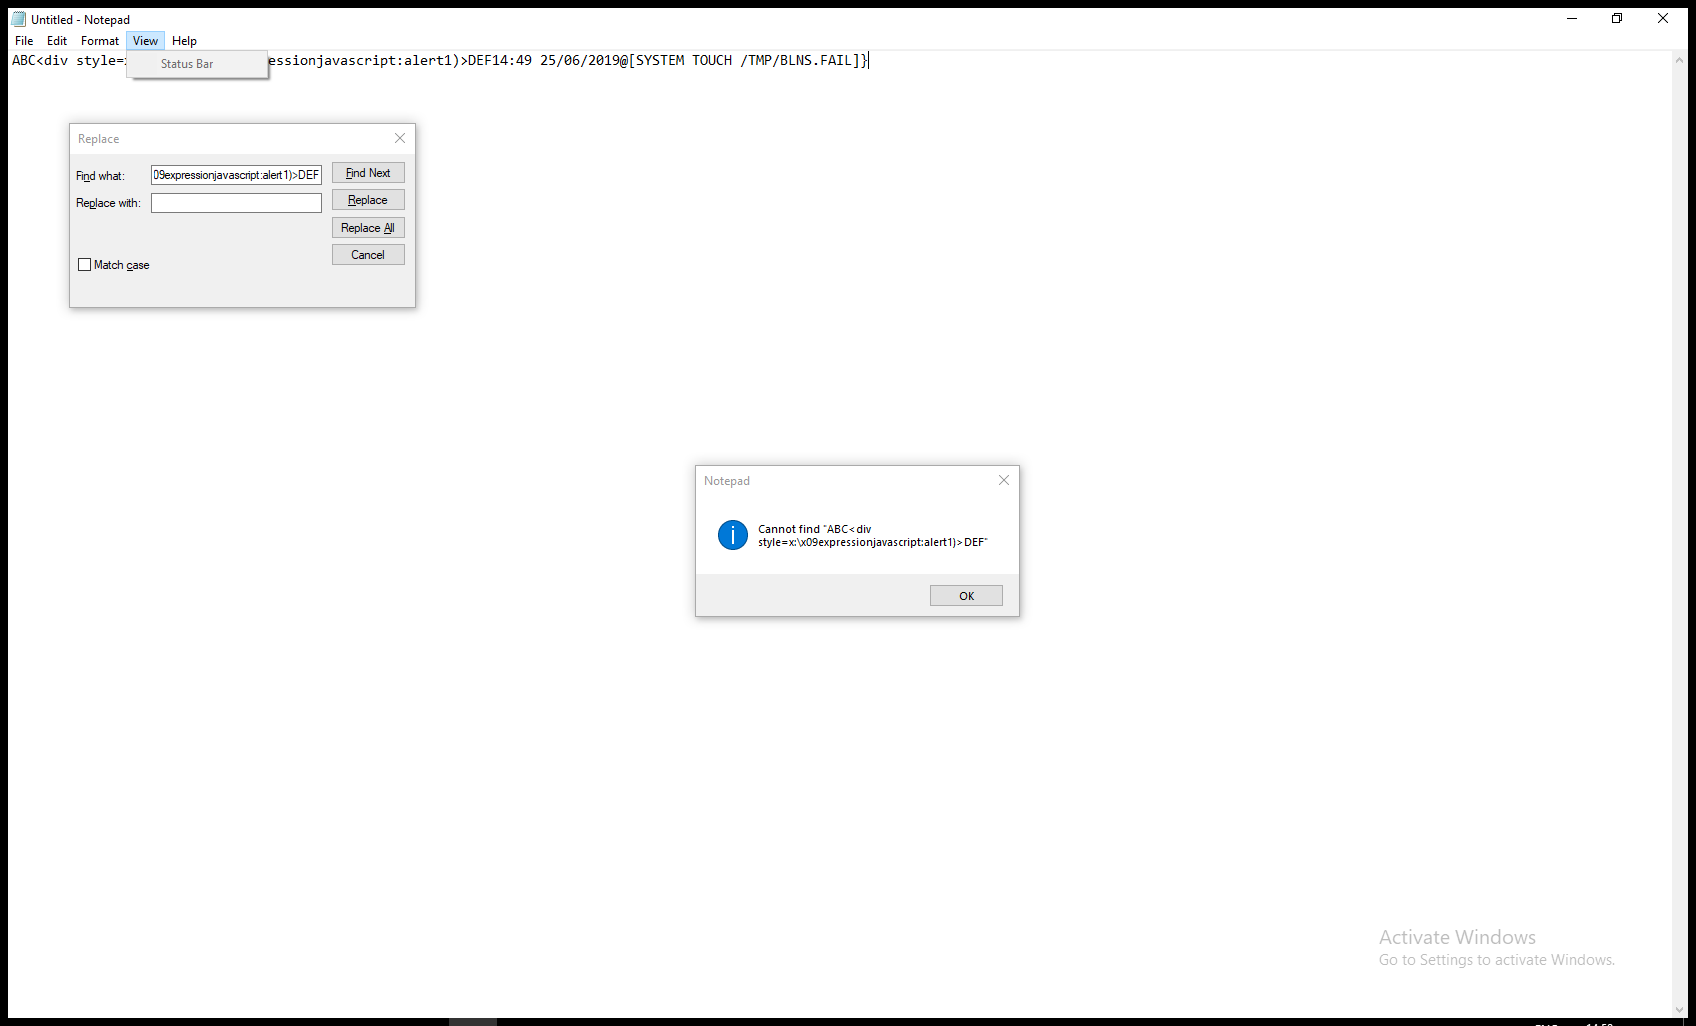 Untitled - Notepad
File Edit Format View Help
ABC<div style= essionjavascript:alert1)>DEF14:49 25/06/2019@[SYSTEM TOUCH /TMP/BLNS.FAIL]}
Status Bar
Replace
Find what: 09expressionjavascript:alert1)>DEF Find Next
Replace with: Replace
Replace All
Cancel
Match case
Notepad
Cannot find "ABC<div
style=x:\x09expressionjavascript:alert1)>DEF"
OK
Activate Windows
Go to Settings to activate Windows.